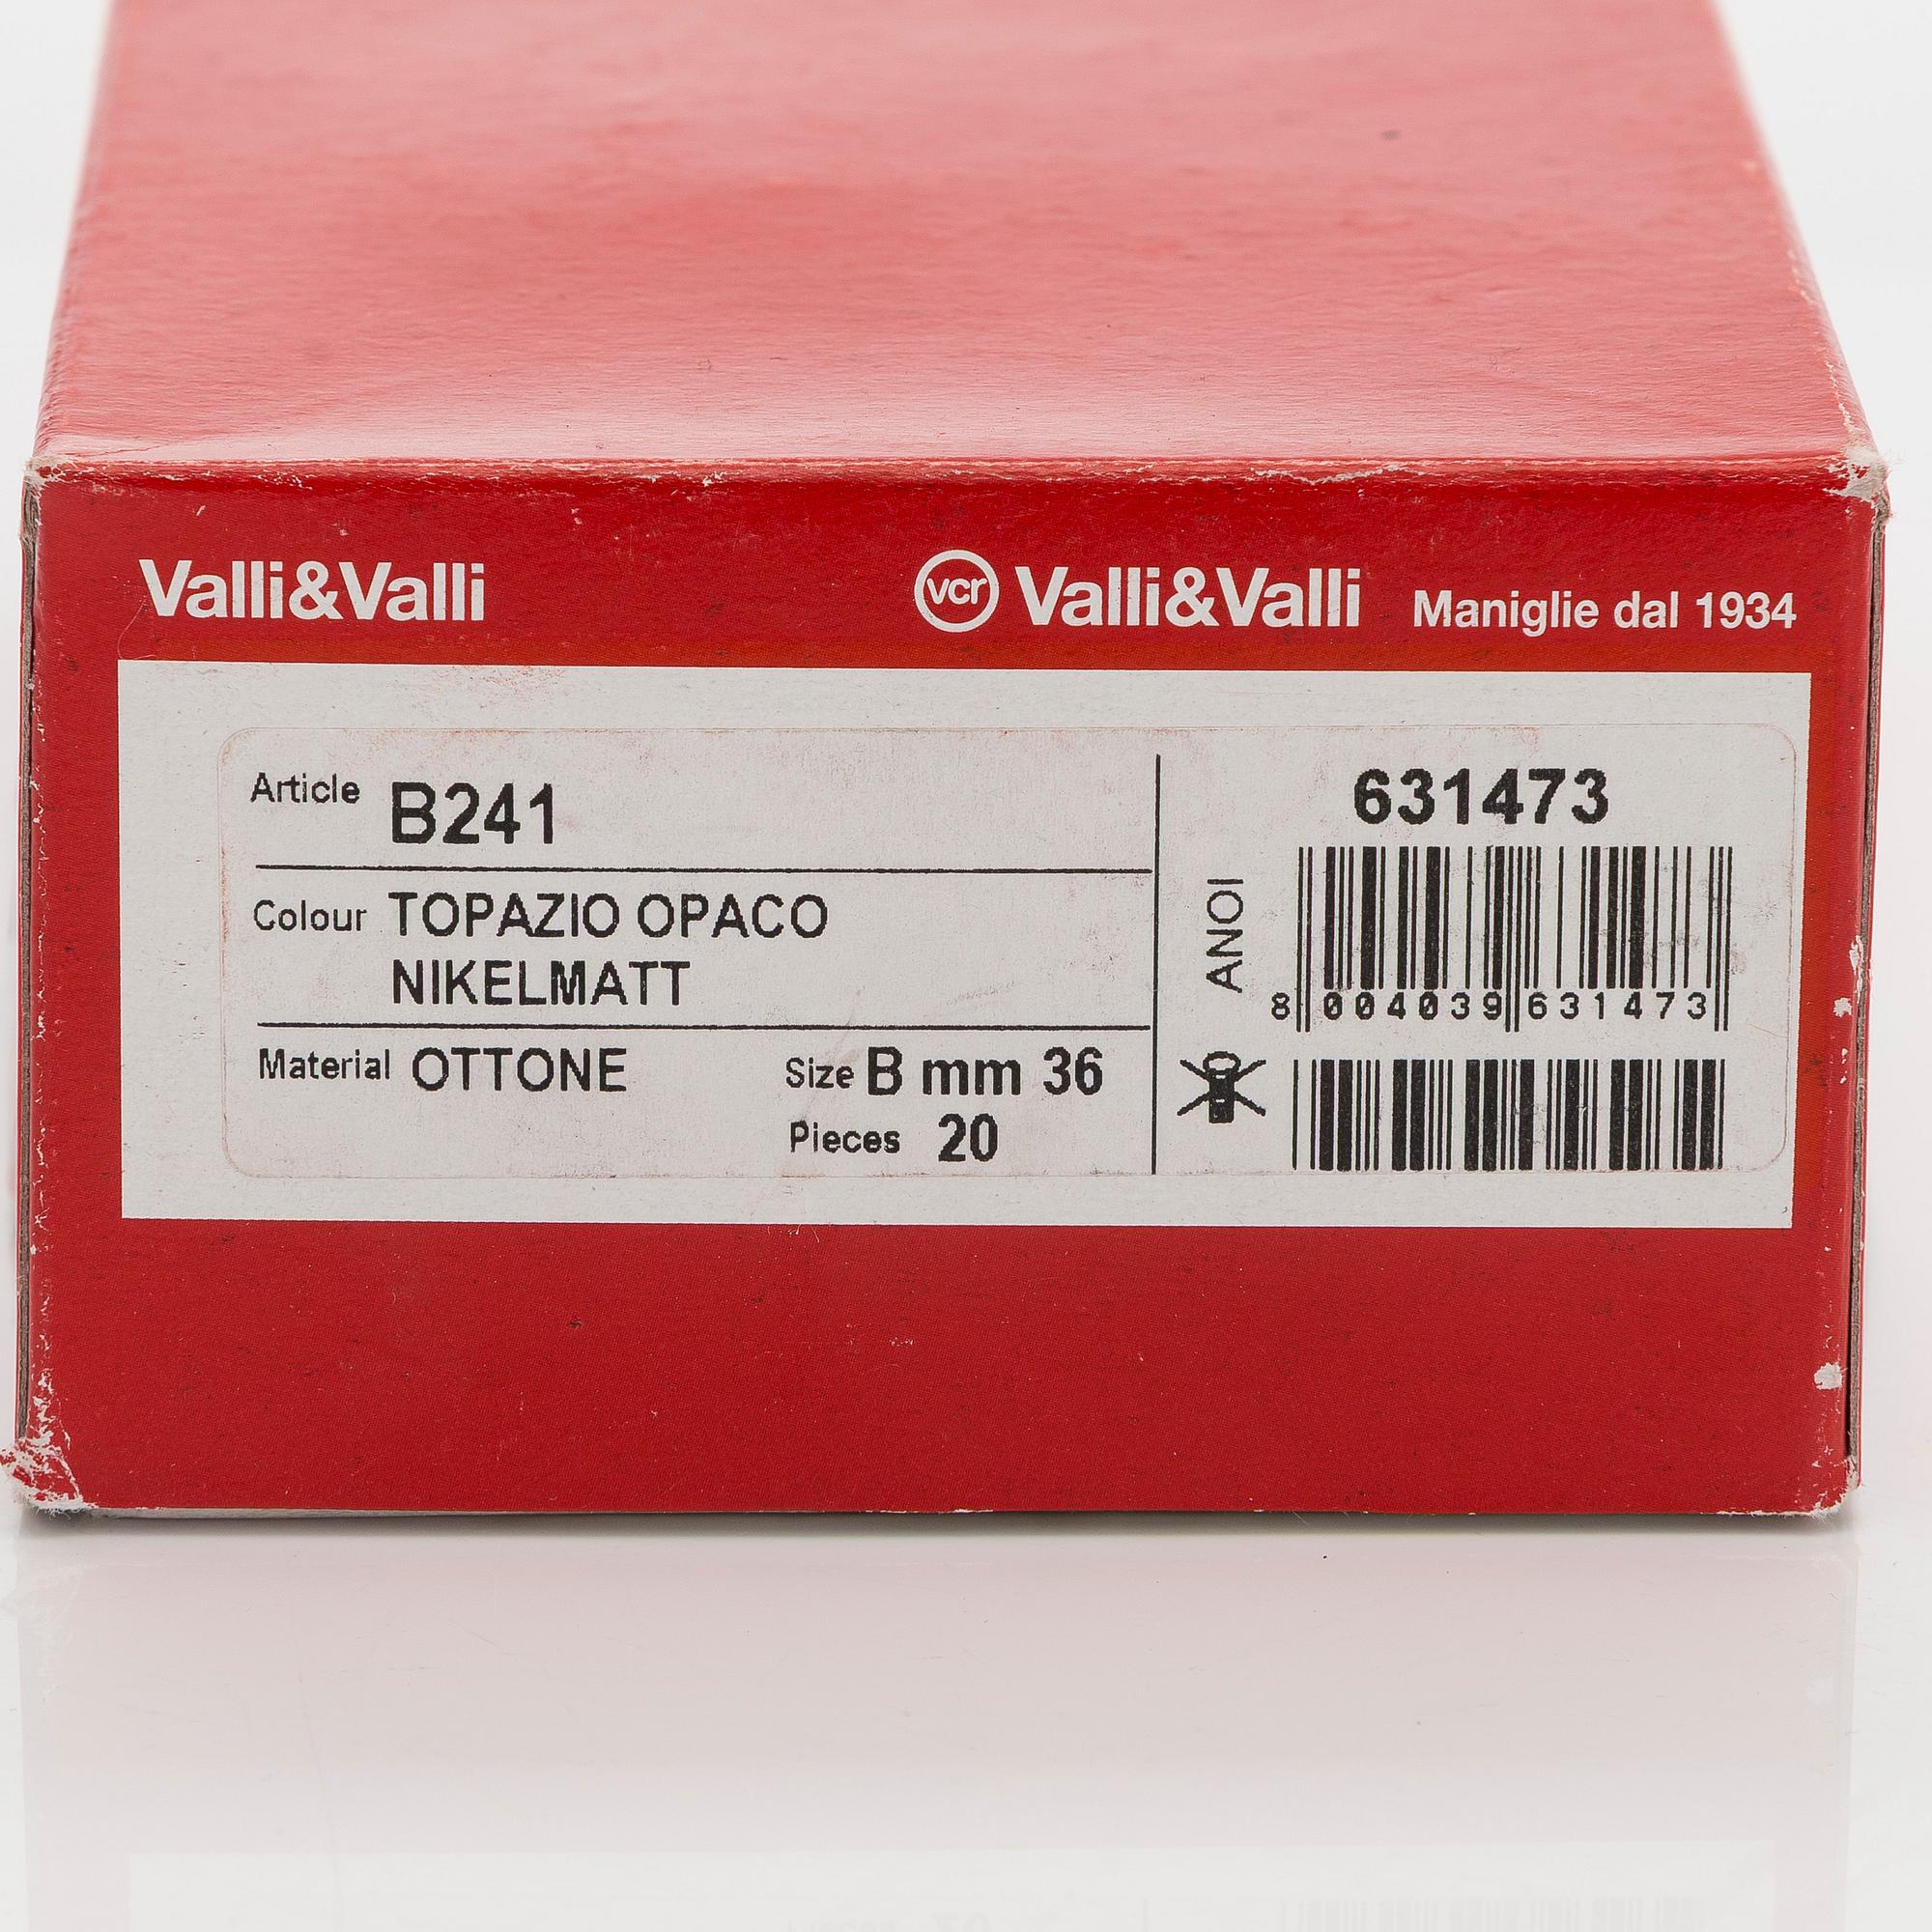 Valli&Valli
vcr Valli&Valli Maniglie dal 1934
Article B241
Colour TOPAZIO OPACO
NIKELMATT
Material OTTONE
Size B mm 36
Pieces 20
ANOI
631473
8 004039 631473